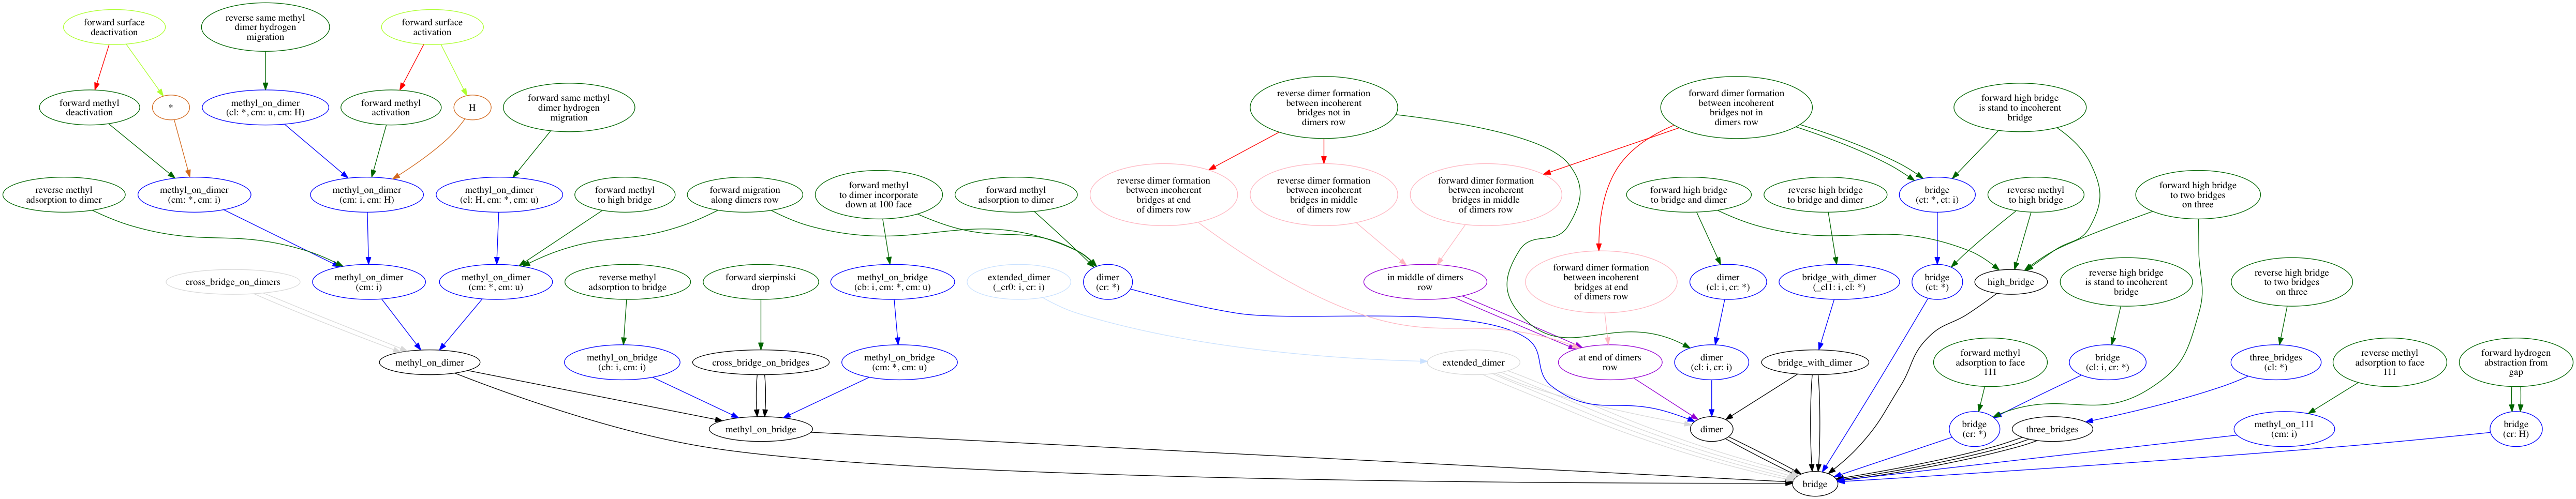 forward surface
deactivation
reverse same methyl
dimer hydrogen
migration
forward surface
activation
forward methyl
deactivation
*
methyl_on_dimer
(cl: *, cm: u, cm: H)
forward methyl
activation
H
forward same methyl
dimer hydrogen
migration
reverse dimer formation
between incoherent
bridges not in
dimers row
forward dimer formation
between incoherent
bridges not in
dimers row
forward high bridge
is stand to incoherent
bridge
reverse methyl
adsorption to dimer
methyl_on_dimer
(cm: *, cm: i)
methyl_on_dimer
(cm: i, cm: H)
methyl_on_dimer
(cl: H, cm: *, cm: u)
forward methyl
to high bridge
forward migration
along dimers row
forward methyl
to dimer incorporate
down at 100 face
forward methyl
adsorption to dimer
reverse dimer formation
between incoherent
bridges at end
of dimers row
reverse dimer formation
between incoherent
bridges in middle
of dimers row
forward dimer formation
between incoherent
bridges in middle
of dimers row
forward high bridge
to bridge and dimer
reverse high bridge
to bridge and dimer
bridge
(ct: *, ct: i)
reverse methyl
to high bridge
forward high bridge
to two bridges
on three
cross_bridge_on_dimers
methyl_on_dimer
(cm: i)
methyl_on_dimer
(cm: *, cm: u)
reverse methyl
adsorption to bridge
forward sierpinski
drop
methyl_on_bridge
(cb: i, cm: *, cm: u)
extended_dimer
(_cr0: i, cr: i)
dimer
(cr: *)
in middle of dimers
row
forward dimer formation
between incoherent
bridges at end
of dimers row
dimer
(cl: i, cr: *)
bridge_with_dimer
(_cl1: i, cl: *)
bridge
(ct: *)
high_bridge
reverse high bridge
is stand to incoherent
bridge
reverse high bridge
to two bridges
on three
methyl_on_dimer
methyl_on_bridge
(cb: i, cm: i)
cross_bridge_on_bridges
methyl_on_bridge
(cm: *, cm: u)
extended_dimer
at end of dimers
row
dimer
(cl: i, cr: i)
bridge_with_dimer
forward methyl
adsorption to face
111
bridge
(cl: i, cr: *)
three_bridges
(cl: *)
reverse methyl
adsorption to face
111
forward hydrogen
abstraction from
gap
methyl_on_bridge
dimer
bridge
(cr: *)
three_bridges
methyl_on_111
(cm: i)
bridge
(cr: H)
bridge